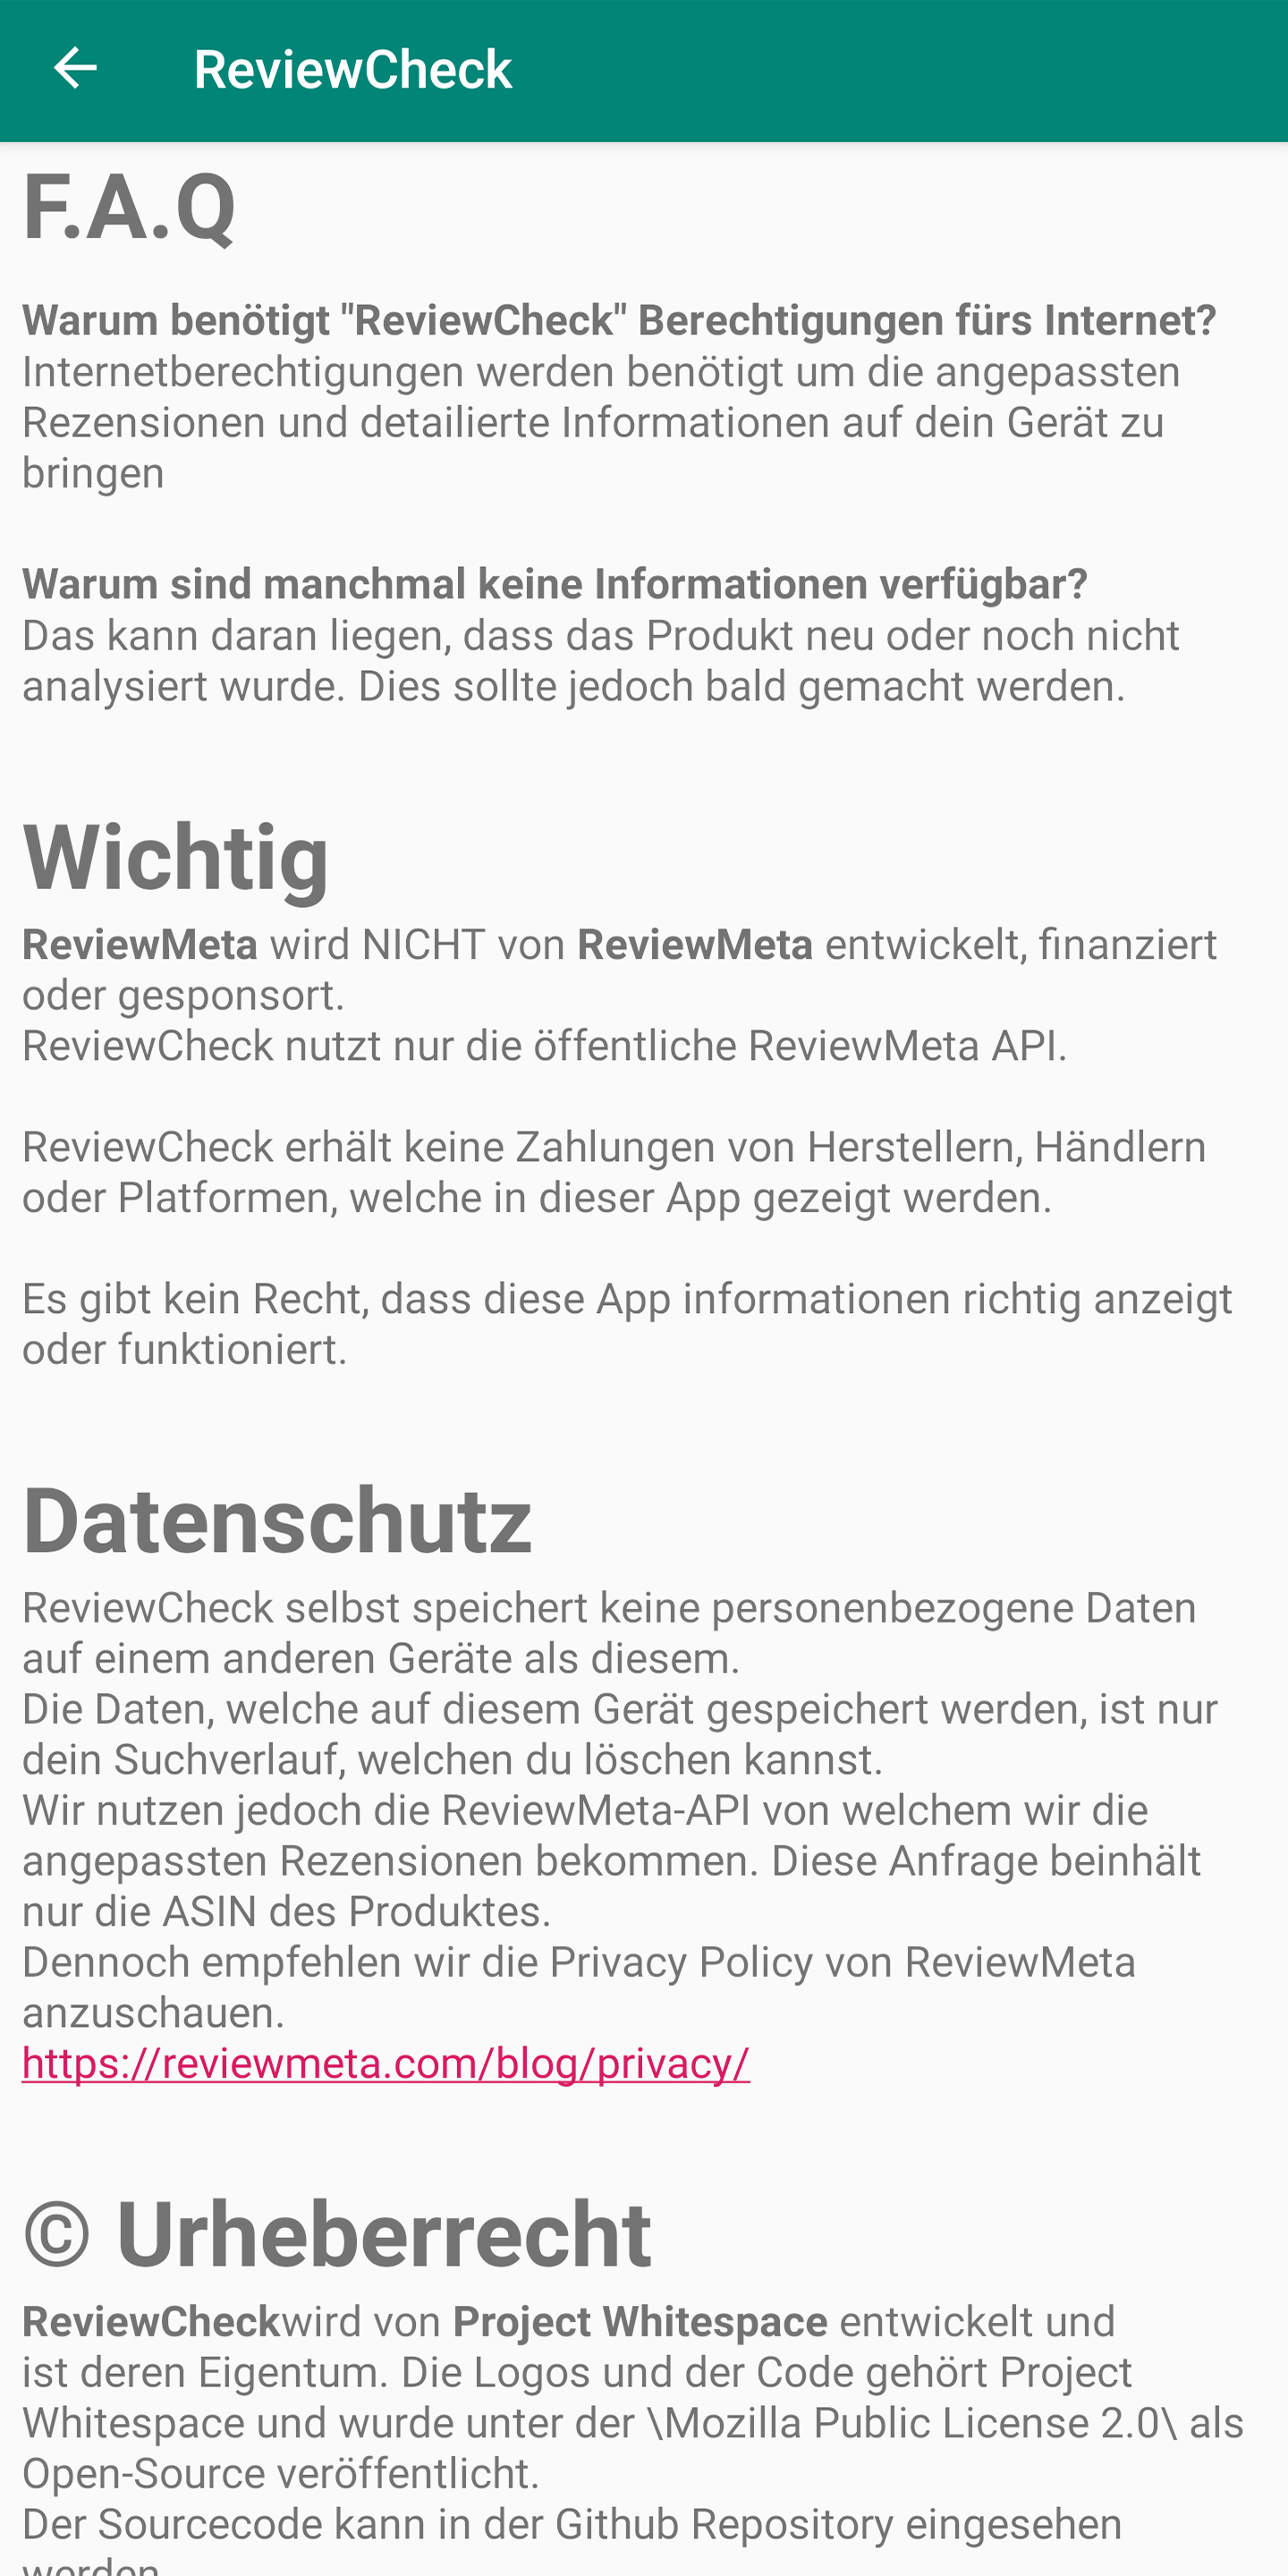 ReviewCheck
F.A.Q
Warum benötigt "ReviewCheck" Berechtigungen fürs Internet?
Internetberechtigungen werden benötigt um die angepassten
Rezensionen und detailierte Informationen auf dein Gerät zu
bringen
Warum sind manchmal keine Informationen verfügbar?
Das kann daran liegen, dass das Produkt neu oder noch nicht
analysiert wurde. Dies sollte jedoch bald gemacht werden.
Wichtig
ReviewMeta wird NICHT von ReviewMeta entwickelt, finanziert
oder gesponsort.
ReviewCheck nutzt nur die öffentliche ReviewMeta API.
ReviewCheck erhält keine Zahlungen von Herstellern, Händlern
oder Platformen, welche in dieser App gezeigt werden.
Es gibt kein Recht, dass diese App informationen richtig anzeigt
oder funktioniert.
Datenschutz
ReviewCheck selbst speichert keine personenbezogene Daten
auf einem anderen Geräte als diesem.
Die Daten, welche auf diesem Gerät gespeichert werden, ist nur
dein Suchverlauf, welchen du löschen kannst.
Wir nutzen jedoch die ReviewMeta-API von welchem wir die
angepassten Rezensionen bekommen. Diese Anfrage beinhält
nur die ASIN des Produktes.
Dennoch empfehlen wir die Privacy Policy von ReviewMeta
anzuschauen.
https://reviewmeta.com/blog/privacy/
© Urheberrecht
ReviewCheckwird von Project Whitespace entwickelt und
ist deren Eigentum. Die Logos und der Code gehört Project
Whitespace und wurde unter der \Mozilla Public License 2.0\ als
Open-Source veröffentlicht.
Der Sourcecode kann in der Github Repository eingesehen
werden